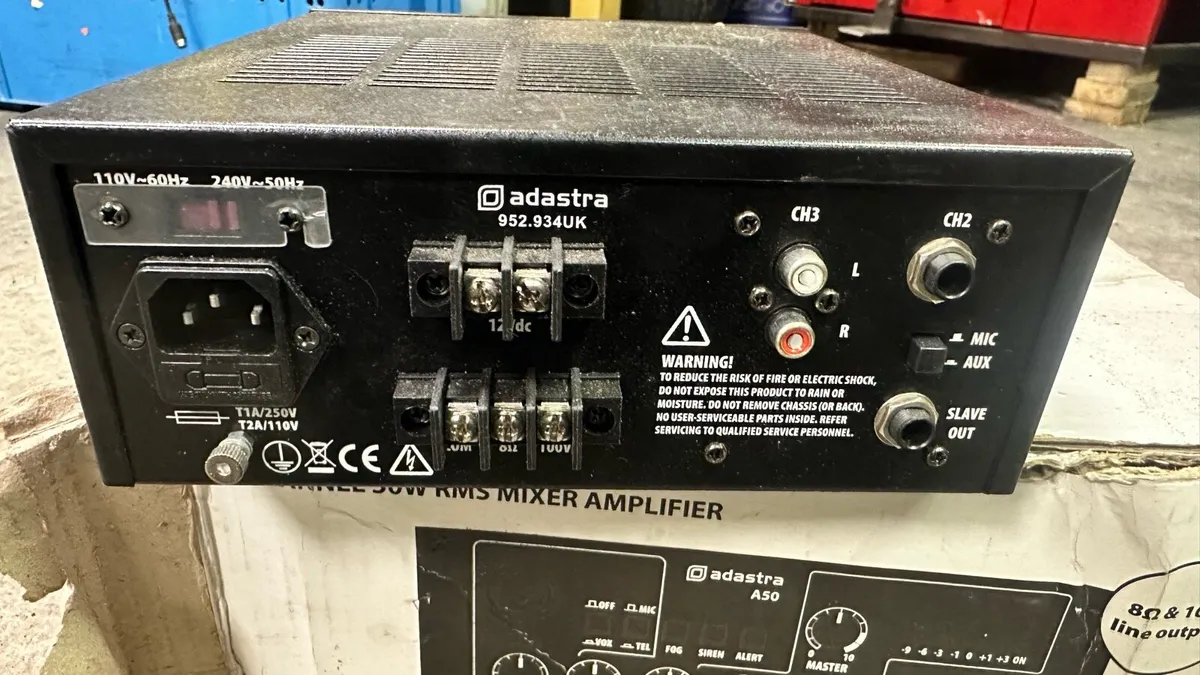 110V~60Hz 240V~50Hz
adastra
952.934UK
CH3
CH2
L
R
MIC
AUX
SLAVE
OUT
WARNING!
TO REDUCE THE RISK OF FIRE OR ELECTRIC SHOCK,
DO NOT EXPOSE THIS PRODUCT TO RAIN OR
MOISTURE. DO NOT REMOVE CHASSIS (OR BACK).
NO USER-SERVICEABLE PARTS INSIDE. REFER
SERVICING TO QUALIFIED SERVICE PERSONNEL.
T1A/250V
T2A/110V
CE
8Ω 100V
RMS MIXER AMPLIFIER
adastra
A50
OFF MIC
VOX TEL FOG SIREN ALERT
0 10
MASTER
-9 -6 -3 -1 0 +1 +3 ON
8Ω &
line